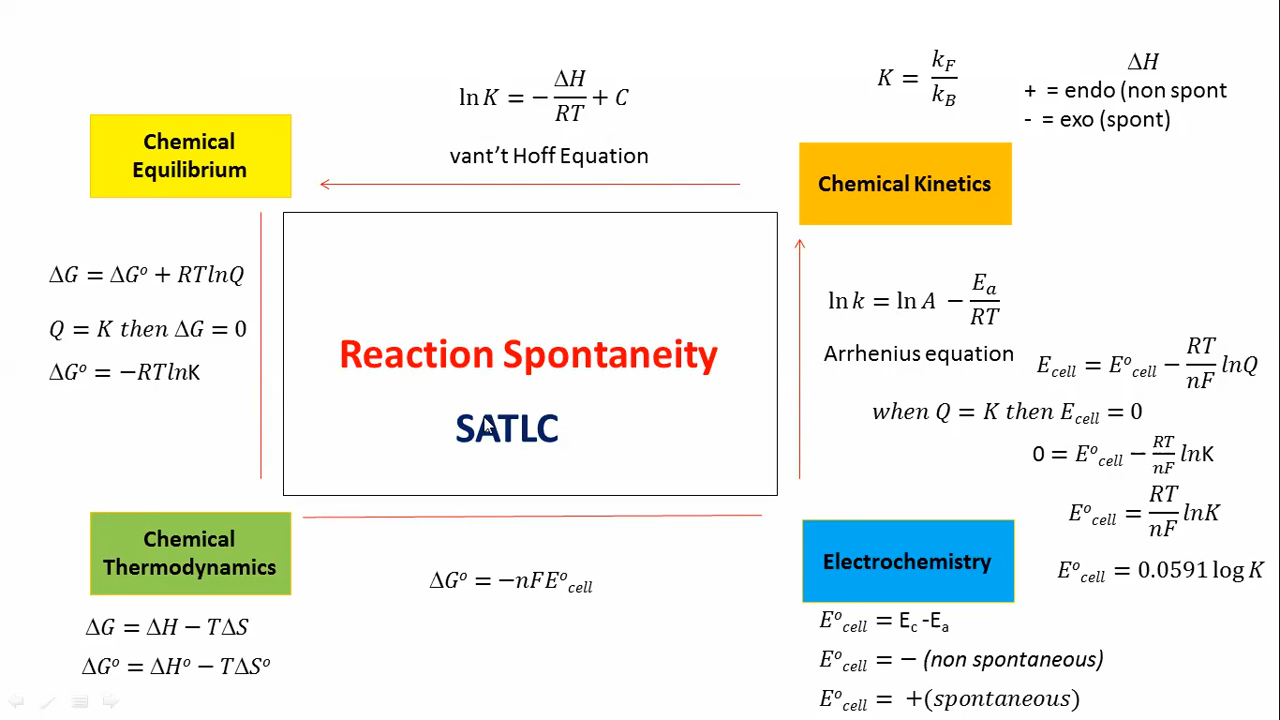 ln K = − ΔH/RT + C
vant't Hoff Equation
K = k_F/k_B
ΔH
+ = endo (non spont
- = exo (spont)
Chemical
Equilibrium
Chemical Kinetics
ΔG = ΔG° + RTlnQ
Q = K then ΔG = 0
ΔG° = −RTlnK
Reaction Spontaneity
SATLC
ln k = ln A − E_a/RT
Arrhenius equation
E_cell = E°_cell − RT/nF lnQ
when Q = K then E_cell = 0
0 = E°_cell − RT/nF lnK
E°_cell = RT/nF lnK
E°_cell = 0.0591 log K
Chemical
Thermodynamics
ΔG° = −nFE°_cell
Electrochemistry
ΔG = ΔH − TΔS
ΔG° = ΔH° − TΔS°
E°_cell = E_c -E_a
E°_cell = − (non spontaneous)
E°_cell = +(spontaneous)